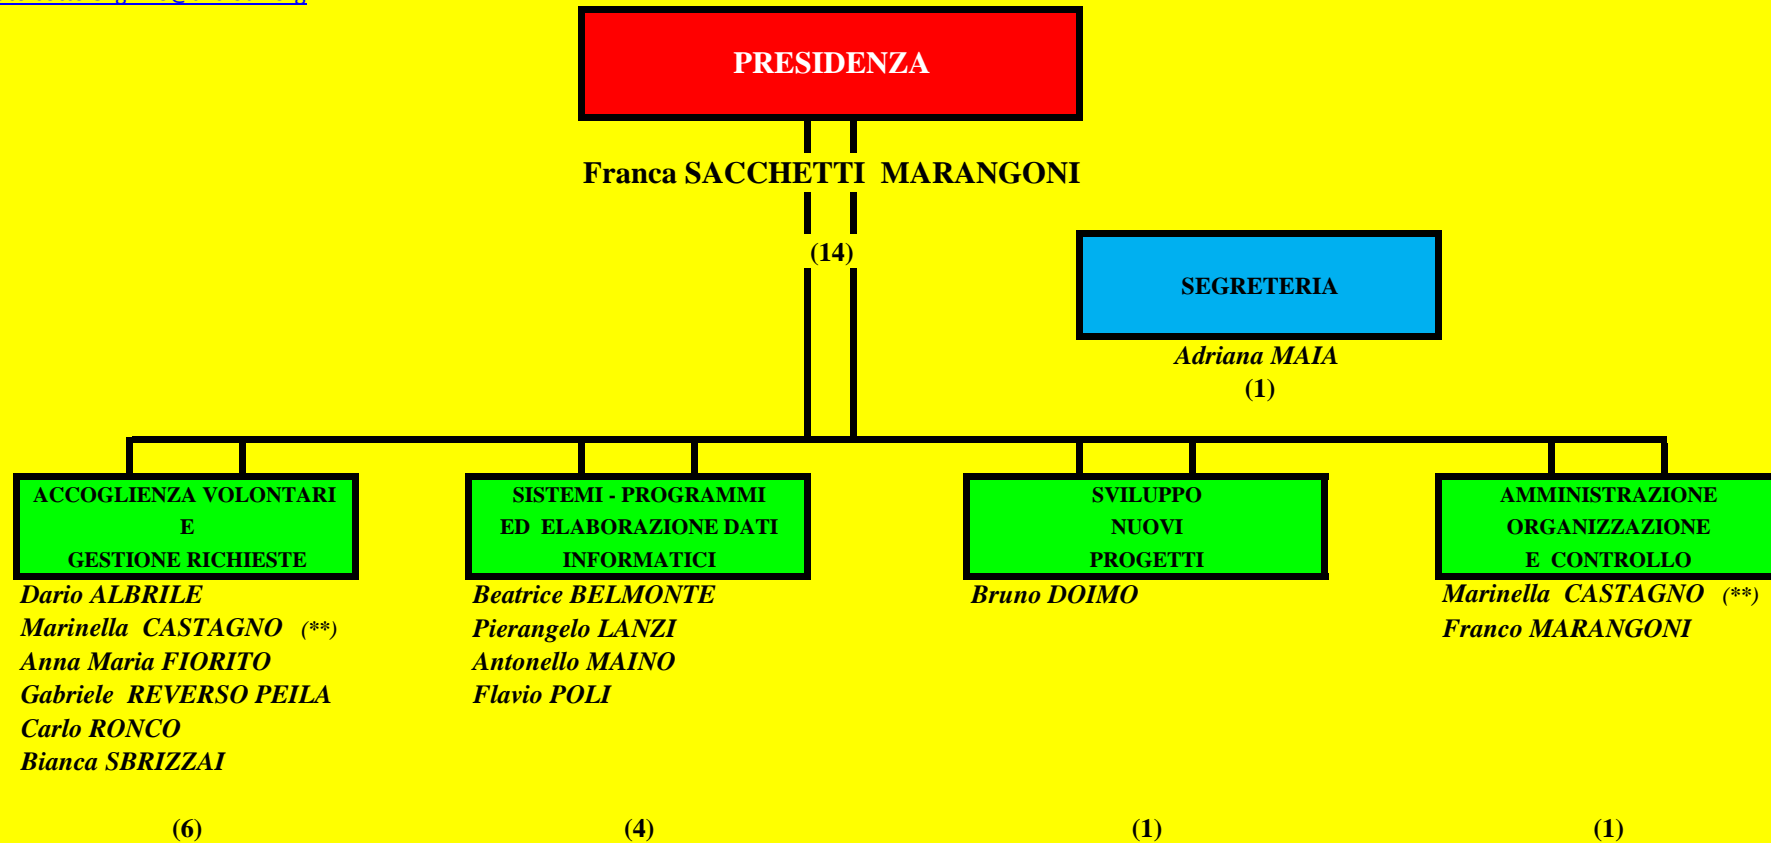 PRESIDENZA
Franca SACCHETTI MARANGONI
(14)
SEGRETERIA
Adriana MAIA
(1)
ACCOGLIENZA VOLONTARI
E
GESTIONE RICHIESTE
Dario ALBRILE
Marinella CASTAGNO (**)
Anna Maria FIORITO
Gabriele REVERSO PEILA
Carlo RONCO
Bianca SBRIZZAI
(6)
SISTEMI - PROGRAMMI
ED ELABORAZIONE DATI
INFORMATICI
Beatrice BELMONTE
Pierangelo LANZI
Antonello MAINO
Flavio POLI
(4)
SVILUPPO
NUOVI
PROGETTI
Bruno DOIMO
(1)
AMMINISTRAZIONE
ORGANIZZAZIONE
E CONTROLLO
Marinella CASTAGNO (**)
Franco MARANGONI
(1)